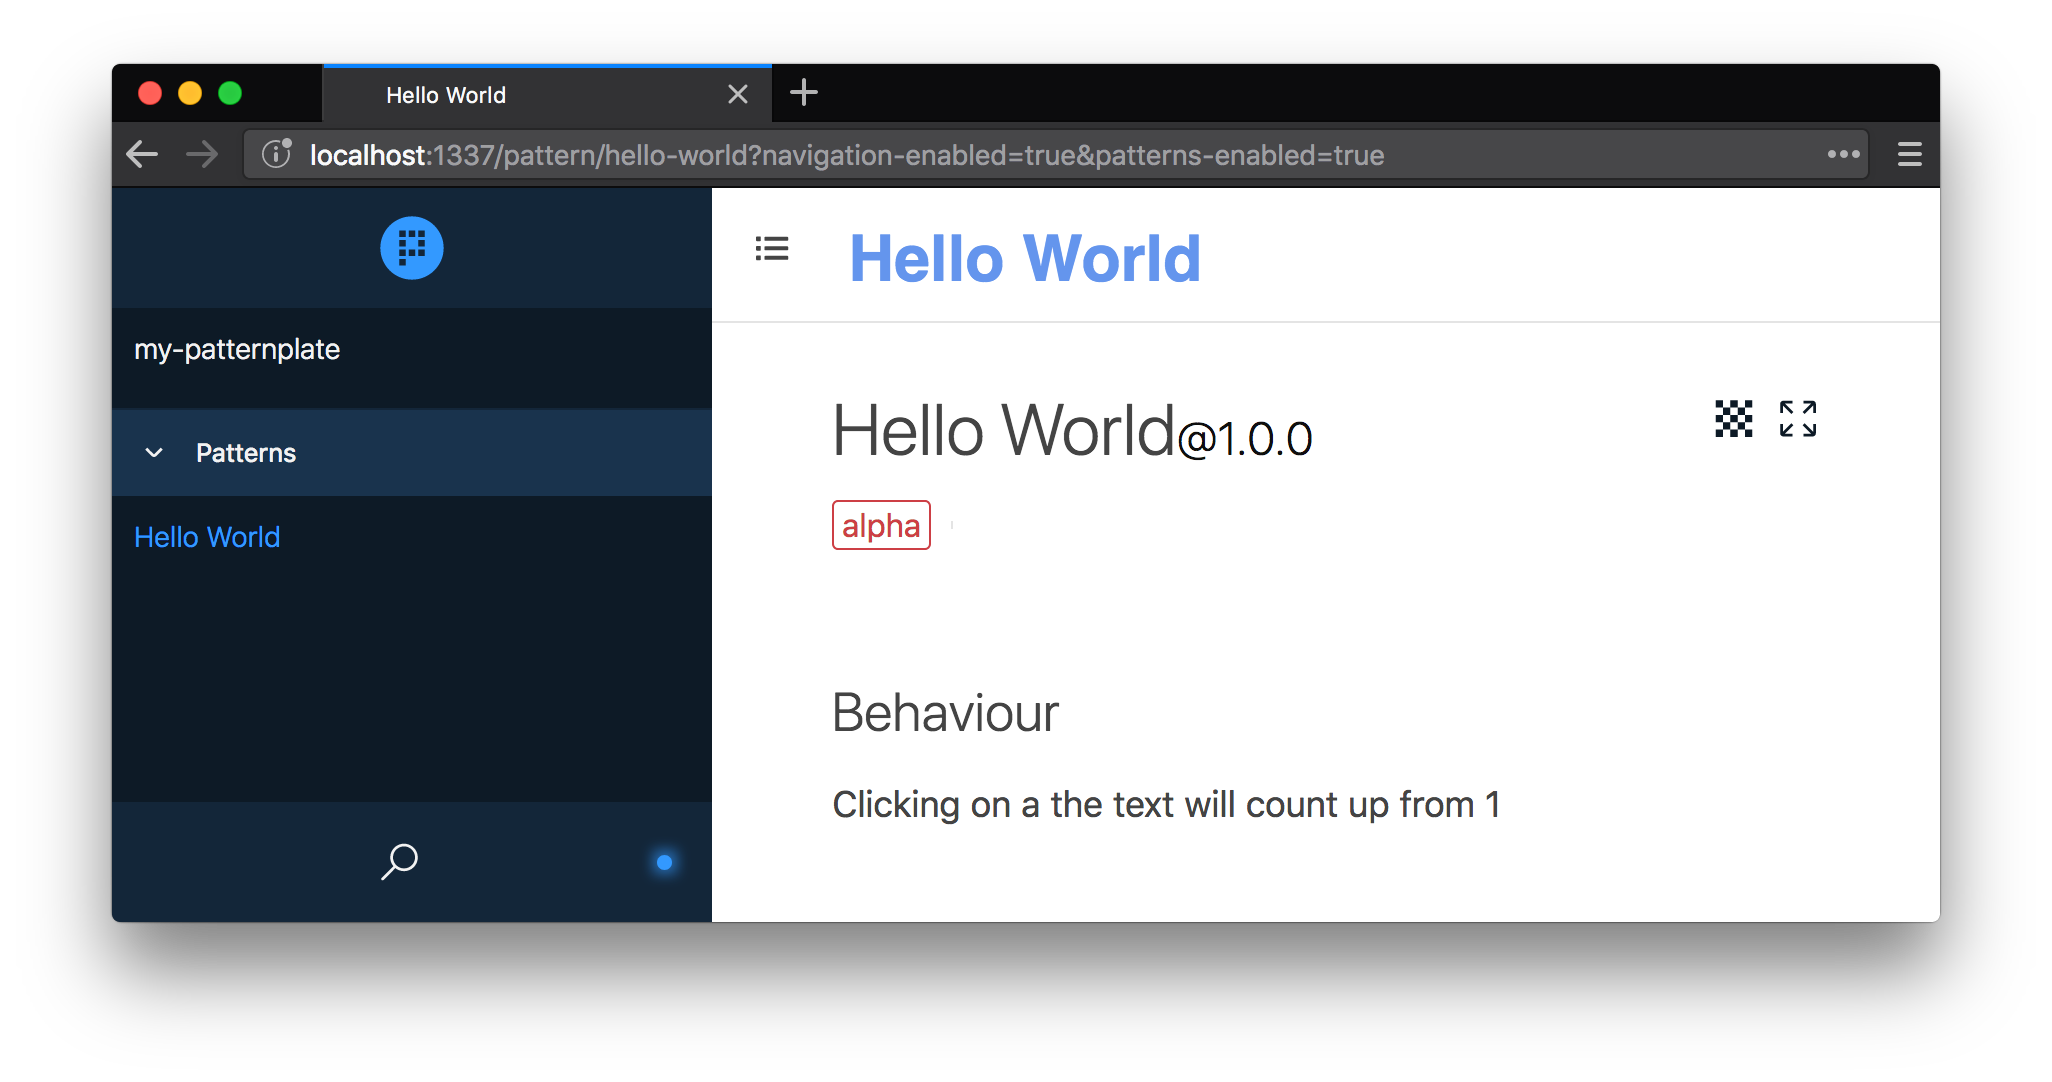 Hello World
localhost:1337/pattern/hello-world?navigation-enabled=true&patterns-enabled=true
my-patternplate
Patterns
Hello World
Hello World
Hello World@1.0.0
alpha
Behaviour
Clicking on a the text will count up from 1